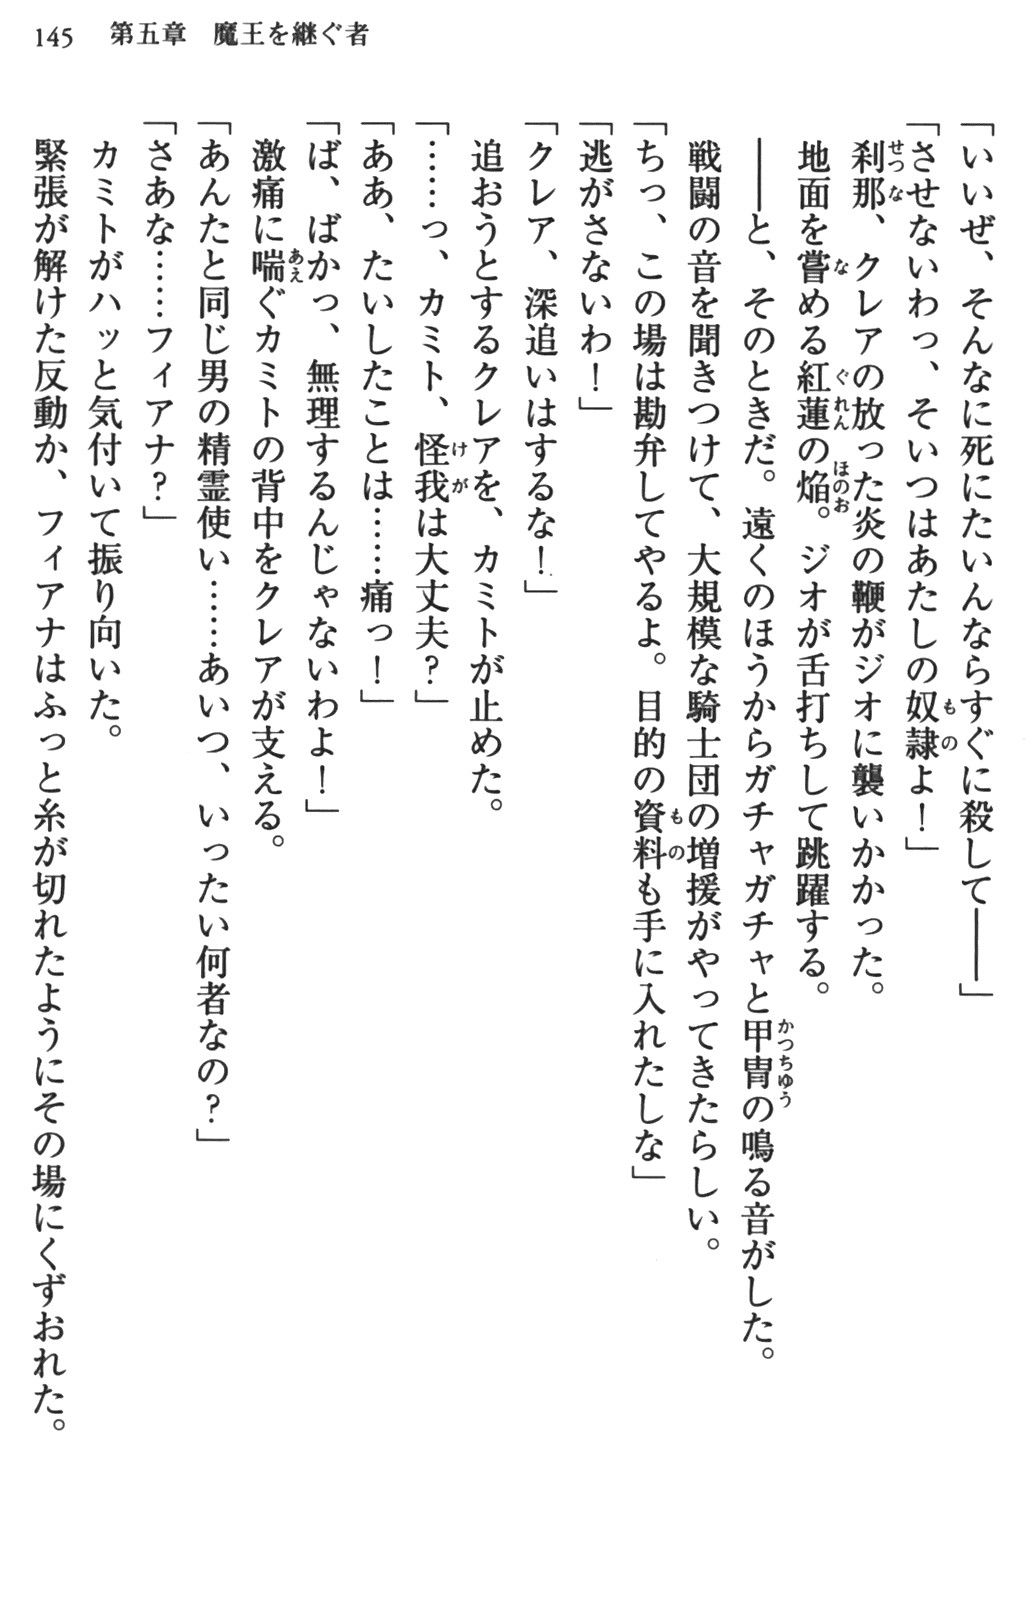 145　第五章　魔王を継ぐ者
「いいぜ、そんなに死にたいんならすぐに殺して――」
「させないわっ、そいつはあたしの奴隷よ！」
刹那、クレアの放った炎の鞭がジオに襲いかかった。
地面を嘗める紅蓮の焔。ジオが舌打ちして跳躍する。
――と、そのときだ。遠くのほうからガチャガチャと甲冑の鳴る音がした。
戦闘の音を聞きつけて、大規模な騎士団の増援がやってきたらしい。
「ちっ、この場は勘弁してやるよ。目的の資料も手に入れたしな」
「逃がさないわ！」
「クレア、深追いはするな！」
追おうとするクレアを、カミトが止めた。
「……っ、カミト、怪我は大丈夫？」
「ああ、たいしたことは……痛っ！」
「ば、ばかっ、無理するんじゃないわよ！」
激痛に喘ぐカミトの背中をクレアが支える。
「あんたと同じ男の精霊使い……あいつ、いったい何者なの？」
「さあな……フィアナ？」
カミトがハッと気付いて振り向いた。
緊張が解けた反動か、フィアナはふっと糸が切れたようにその場にくずおれた。